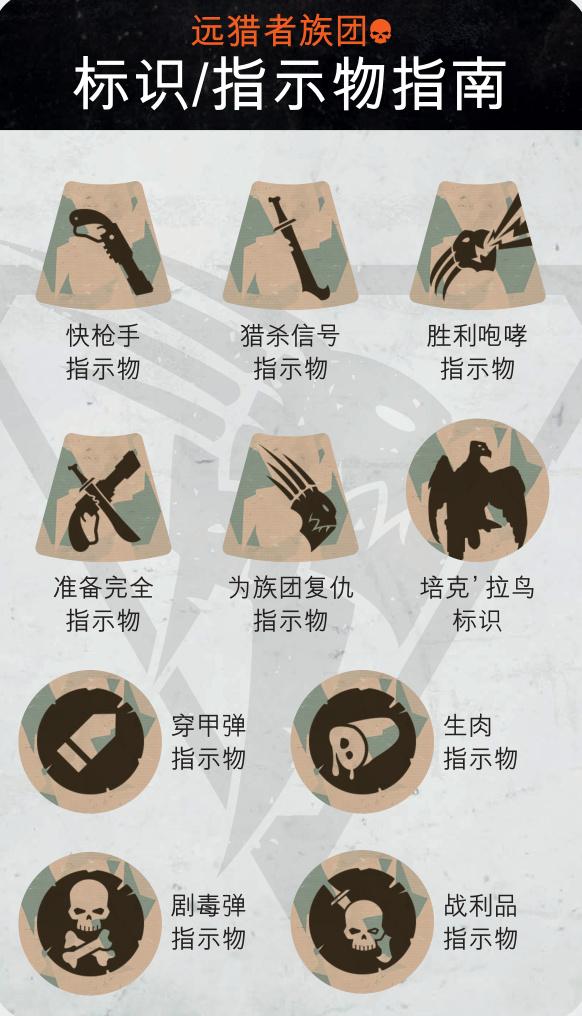 远猎者族团
标识/指示物指南
快枪手
指示物
猎杀信号
指示物
胜利咆哮
指示物
准备完全
指示物
为族团复仇
指示物
培克’拉鸟
标识
穿甲弹
指示物
生肉
指示物
剧毒弹
指示物
战利品
指示物